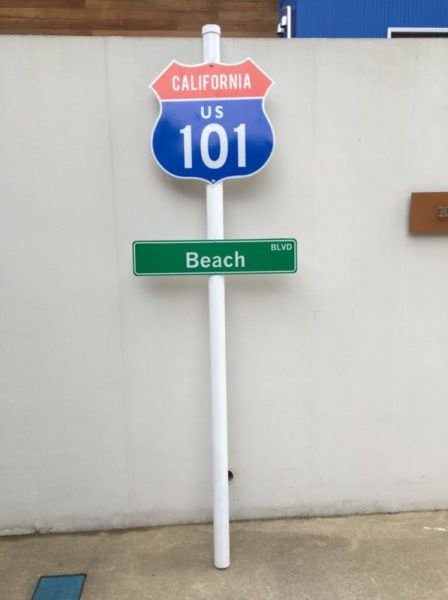 CALIFORNIA
US
101
BLVD
Beach